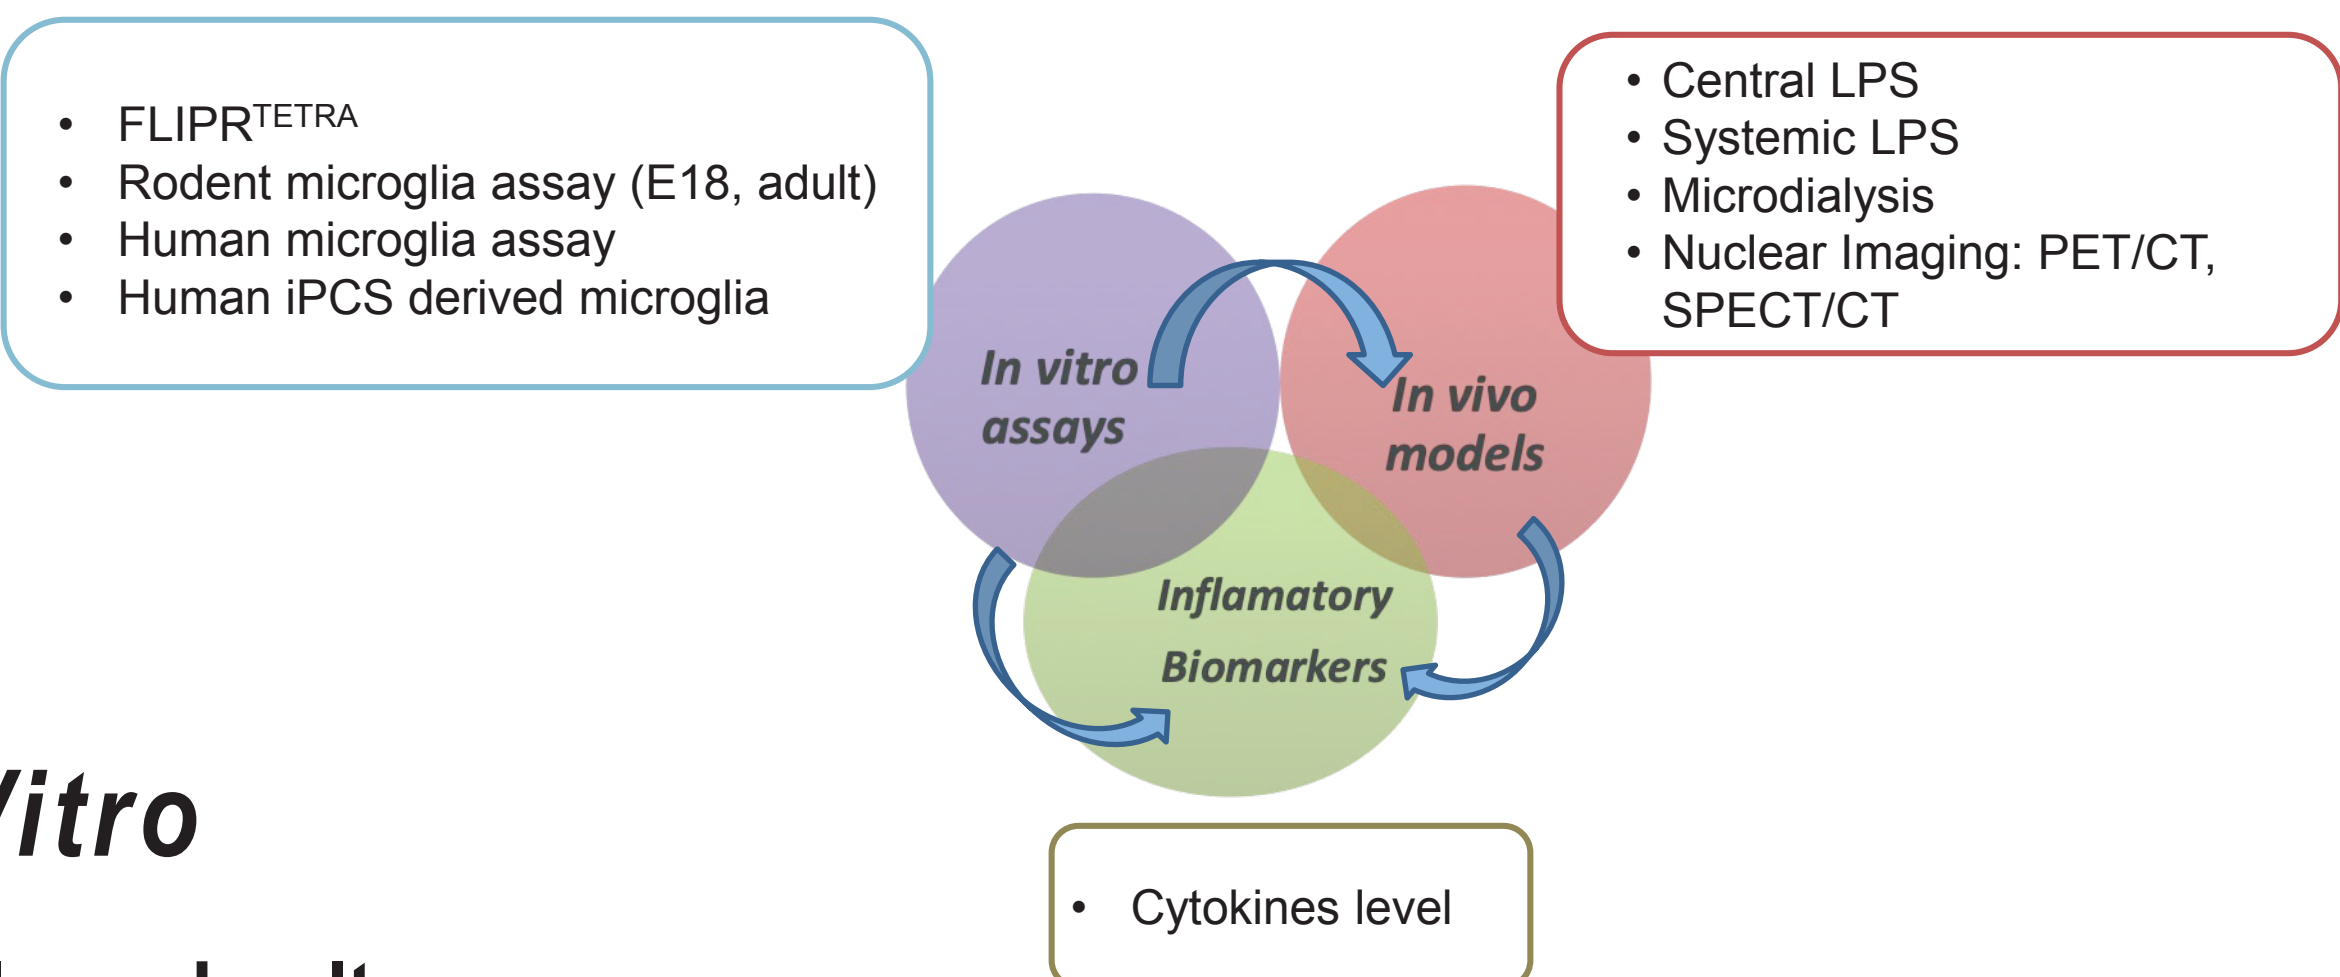 • FLIPRTETRA
• Rodent microglia assay (E18, adult)
• Human microglia assay
• Human iPCS derived microglia
• Central LPS
• Systemic LPS
• Microdialysis
• Nuclear Imaging: PET/CT,
SPECT/CT
In vitro
assays
In vivo
models
Inflamatory
Biomarkers
• Cytokines level
Vitro